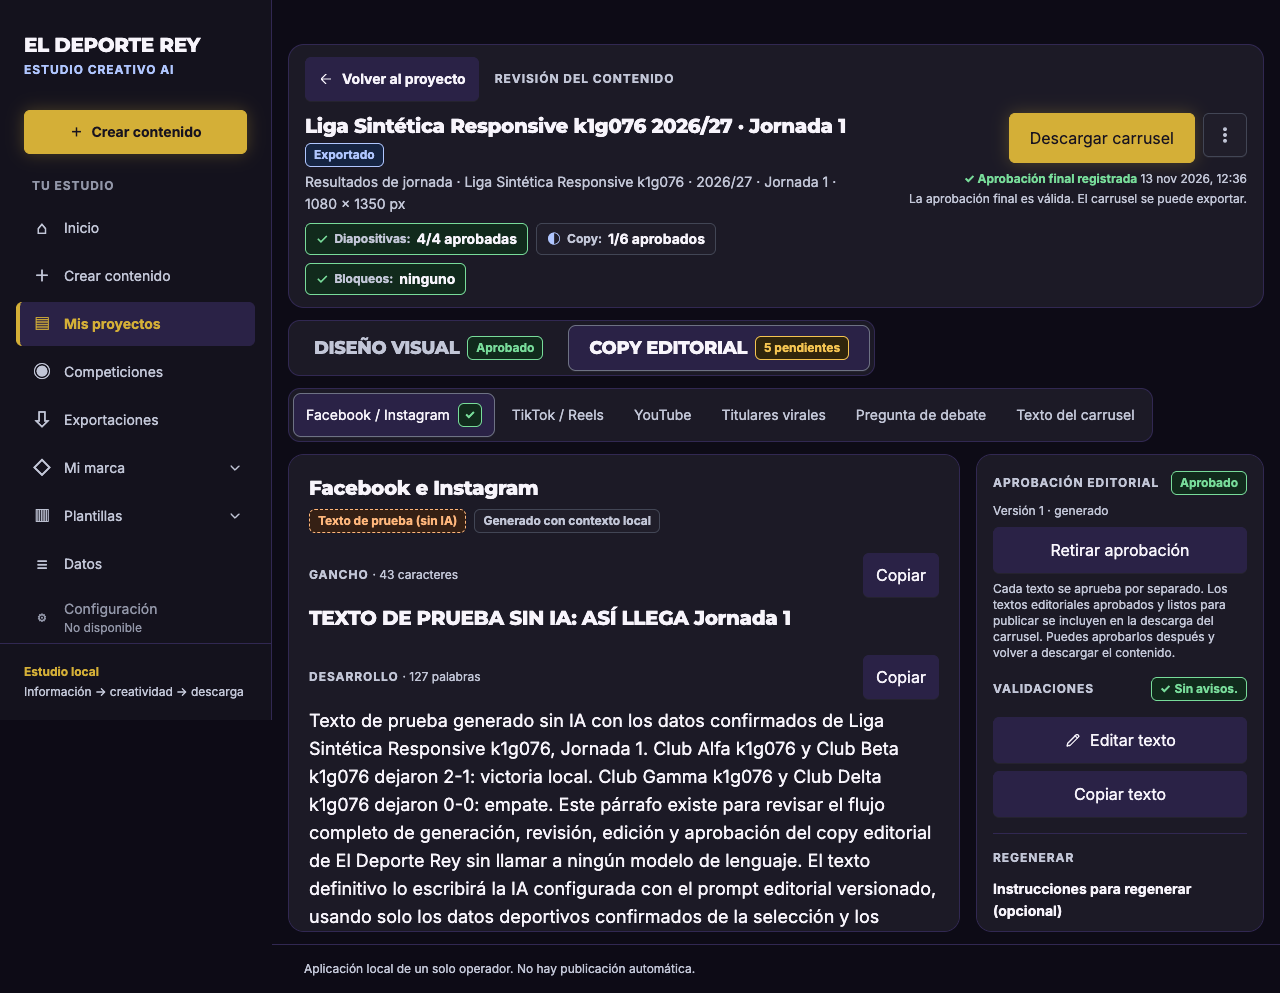 EL DEPORTE REY
ESTUDIO CREATIVO AI
+ Crear contenido
TU ESTUDIO
Inicio
Crear contenido
Mis proyectos
Competiciones
Exportaciones
Mi marca
Plantillas
Datos
Configuración
No disponible
Estudio local
Información → creatividad → descarga
← Volver al proyecto
REVISIÓN DEL CONTENIDO
Liga Sintética Responsive k1g076 2026/27 · Jornada 1
Exportado
Resultados de jornada · Liga Sintética Responsive k1g076 · 2026/27 · Jornada 1 ·
1080 × 1350 px
✓ Diapositivas: 4/4 aprobadas
Copy: 1/6 aprobados
✓ Bloqueos: ninguno
Descargar carrusel
✓ Aprobación final registrada 13 nov 2026, 12:36
La aprobación final es válida. El carrusel se puede exportar.
DISEÑO VISUAL Aprobado
COPY EDITORIAL 5 pendientes
Facebook / Instagram ✓
TikTok / Reels
YouTube
Titulares virales
Pregunta de debate
Texto del carrusel
Facebook e Instagram
Texto de prueba (sin IA)
Generado con contexto local
GANCHO · 43 caracteres
Copiar
TEXTO DE PRUEBA SIN IA: ASÍ LLEGA Jornada 1
DESARROLLO · 127 palabras
Copiar
Texto de prueba generado sin IA con los datos confirmados de Liga
Sintética Responsive k1g076, Jornada 1. Club Alfa k1g076 y Club Beta
k1g076 dejaron 2-1: victoria local. Club Gamma k1g076 y Club Delta
k1g076 dejaron 0-0: empate. Este párrafo existe para revisar el flujo
completo de generación, revisión, edición y aprobación del copy editorial
de El Deporte Rey sin llamar a ningún modelo de lenguaje. El texto
definitivo lo escribirá la IA configurada con el prompt editorial versionado,
usando solo los datos deportivos confirmados de la selección y los
APROBACIÓN EDITORIAL
Aprobado
Versión 1 · generado
Retirar aprobación
Cada texto se aprueba por separado. Los
textos editoriales aprobados y listos para
publicar se incluyen en la descarga del
carrusel. Puedes aprobarlos después y
volver a descargar el contenido.
VALIDACIONES
✓ Sin avisos.
Editar texto
Copiar texto
REGENERAR
Instrucciones para regenerar
(opcional)
Aplicación local de un solo operador. No hay publicación automática.